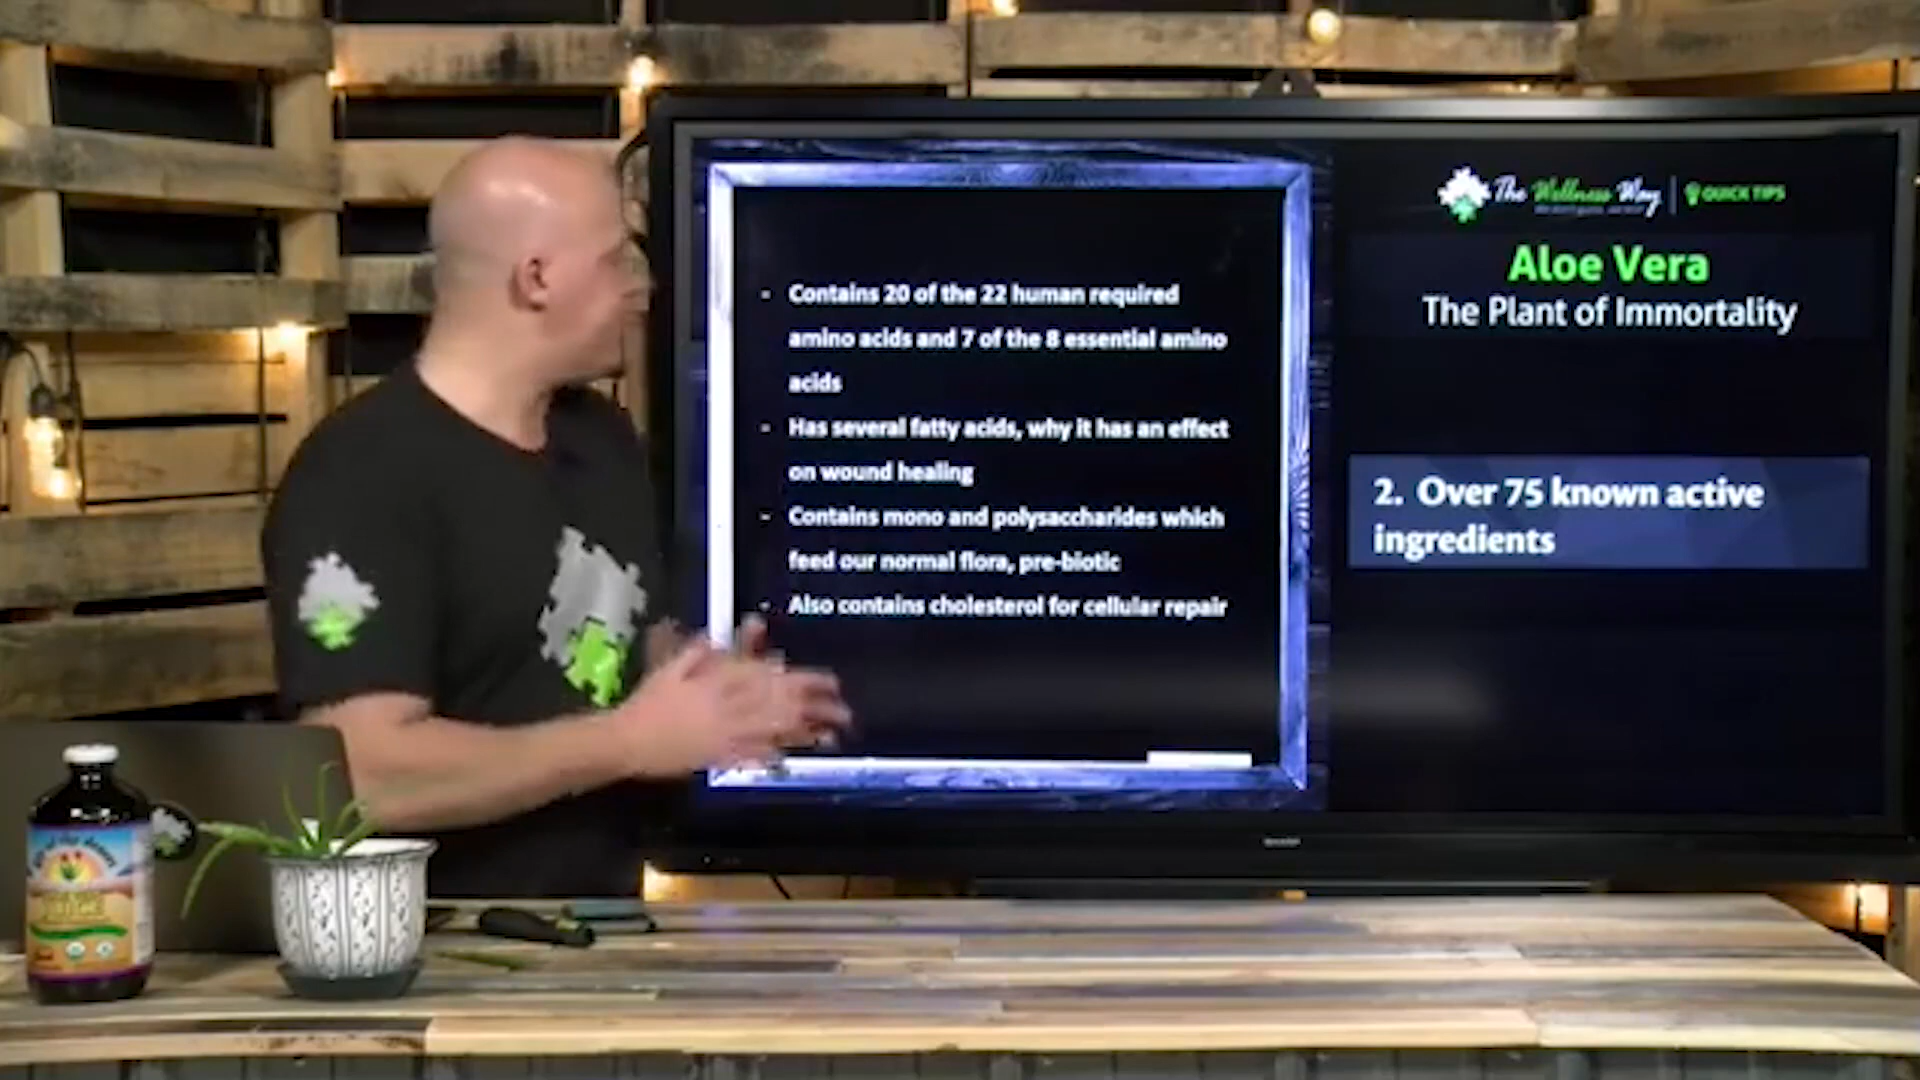 The Wellness Way
QUICK TIPS
Aloe Vera
The Plant of Immortality
- Contains 20 of the 22 human required
amino acids and 7 of the 8 essential amino
acids
- Has several fatty acids, why it has an effect
on wound healing
- Contains mono and polysaccharides which
feed our normal flora, pre-biotic
- Also contains cholesterol for cellular repair
2. Over 75 known active
ingredients
of the desert